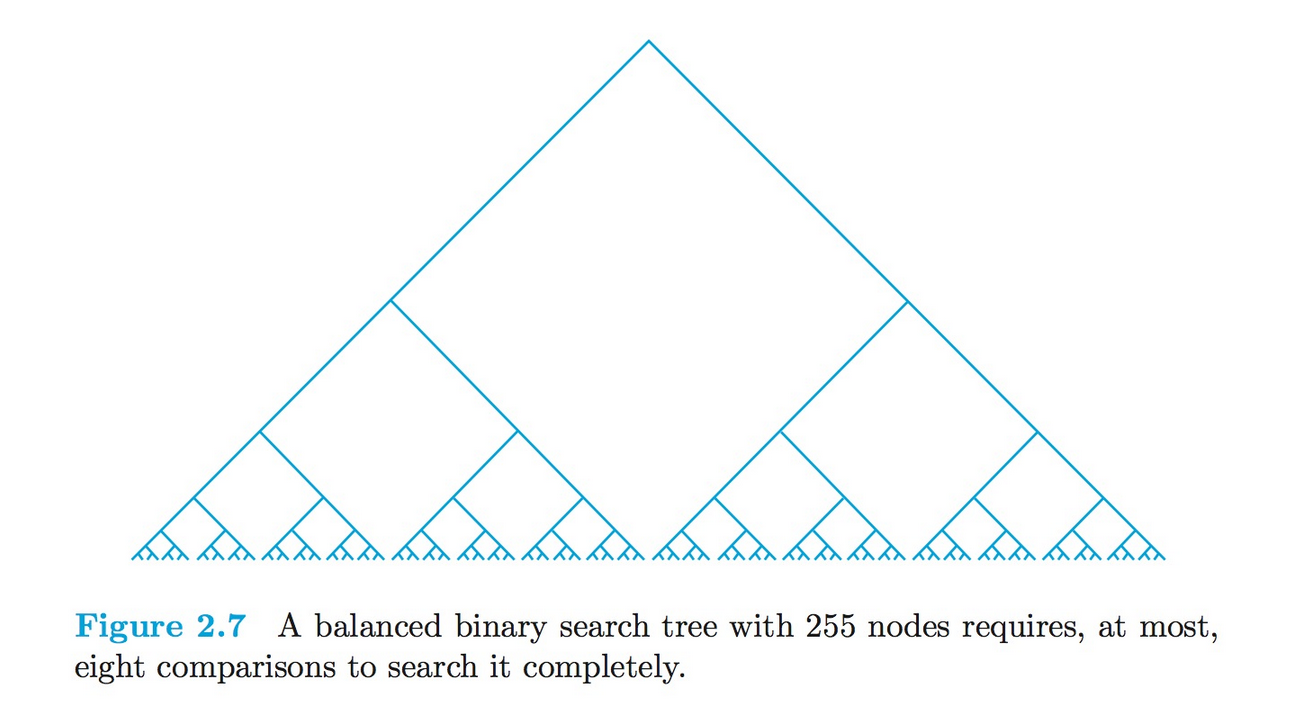 Figure 2.7 A balanced binary search tree with 255 nodes requires, at most,
eight comparisons to search it completely.